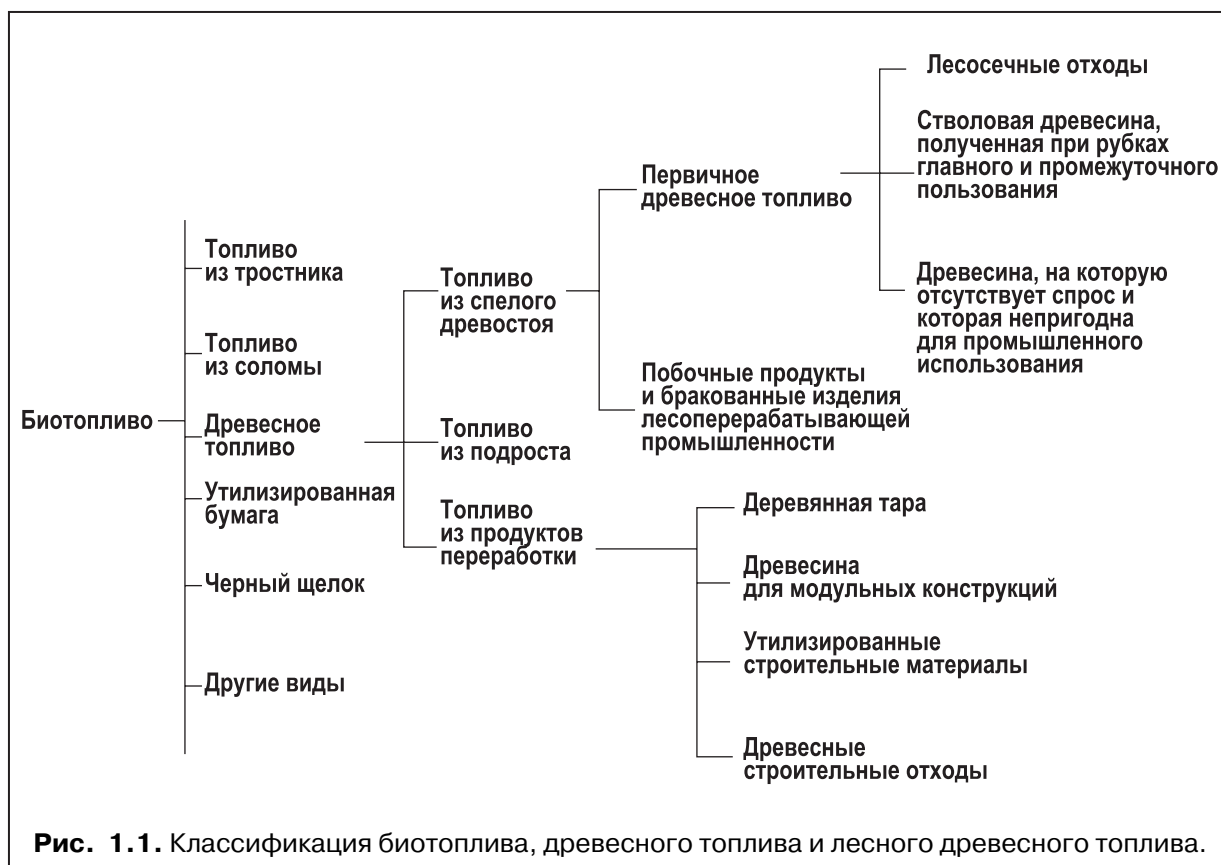 Биотопливо
Топливо
из тростника
Топливо
из соломы
Древесное
топливо
Утилизированная
бумага
Черный щелок
Другие виды
Топливо
из спелого
древостоя
Топливо
из подроста
Топливо
из продуктов
переработки
Первичное
древесное топливо
Побочные продукты
и бракованные изделия
лесоперерабатывающей
промышленности
Лесосечные отходы
Стволовая древесина,
полученная при рубках
главного и промежуточного
пользования
Древесина, на которую
отсутствует спрос и
которая непригодна
для промышленного
использования
Деревянная тара
Древесина
для модульных конструкций
Утилизированные
строительные материалы
Древесные
строительные отходы
Рис. 1.1. Классификация биотоплива, древесного топлива и лесного древесного топлива.